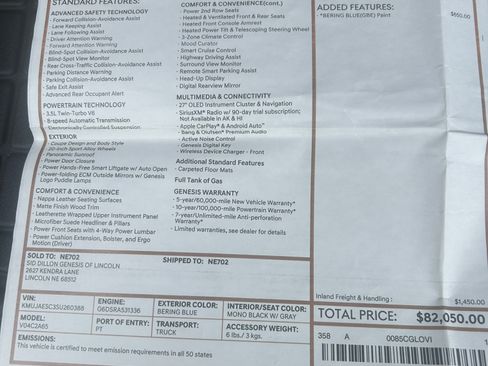 STANDARD FEATURES:
ADVANCED SAFETY TECHNOLOGY
• Forward Collision-Avoidance Assist
• Lane Keeping Assist
• Lane Following Assist
• Driver Attention Warning
• Forward Attention Warning
• Blind-Spot Collision-Avoidance Assist
• Blind-Spot View Monitor
• Rear Cross-Traffic Collision-Avoidance Assist
• Parking Distance Warning
• Parking Collision-Avoidance Assist
• Safe Exit Assist
• Advanced Rear Occupant Alert
POWERTRAIN TECHNOLOGY
• 3.5L Twin-Turbo V6
• 8-speed Automatic Transmission
• Electronically Controlled Suspension
EXTERIOR
• Coupe Design and Body Style
• 20-inch Sport Alloy Wheels
• Panoramic Sunroof
• Power Door Closure
• Power Hands-Free Smart Liftgate w/ Auto Open
• Power-folding ECM Outside Mirrors w/ Genesis
Logo Puddle Lamps
COMFORT & CONVENIENCE
• Nappa Leather Seating Surfaces
• Matte Finish Wood Trim
• Leatherette Wrapped Upper Instrument Panel
• Microfiber Suede Headliner & Pillars
• Power Front Seats with 4-Way Power Lumbar
• Power Cushion Extension, Bolster, and Ergo
Motion (Driver)
COMFORT & CONVENIENCE(cont.)
• Power 2nd Row Seats
• Heated & Ventilated Front & Rear Seats
• Heated Front Console Armrest
• Heated Power Tilt & Telescoping Steering Wheel
• 3-Zone Climate Control
• Mood Curator
• Smart Cruise Control
• Highway Driving Assist
• Surround View Monitor
• Remote Smart Parking Assist
• Head-Up Display
• Digital Rearview Mirror
MULTIMEDIA & CONNECTIVITY
• 27" OLED Instrument Cluster & Navigation
• SiriusXM® Radio w/ 90-day trial subscription;
Not Available in AK & HI
• Apple CarPlay® & Android Auto™
• Bang & Olufsen® Premium Audio
• Active Noise Control
• Genesis Digital Key
• Wireless Device Charger - Front
Additional Standard Features
• Carpeted Floor Mats
Full Tank of Gas
GENESIS WARRANTY
• 5-year/60,000-mile New Vehicle Warranty*
• 10-year/100,000-mile Powertrain Warranty*
• 7-year/Unlimited-mile Anti-perforation
Warranty*
* Limited warranties, see dealer for details
ADDED FEATURES:
• *BERING BLUE(GBE) Paint
$650.00
SOLD TO: NE702
SID DILLON GENESIS OF LINCOLN
2627 KENDRA LANE
LINCOLN NE 68512
SHIPPED TO: NE702
Inland Freight & Handling :
$1,450.00
TOTAL PRICE: $82,050.00
VIN:
KMUJAESC3SU260388
ENGINE:
G6DSRA531336
EXTERIOR COLOR:
BERING BLUE
INTERIOR/SEAT COLOR:
MONO BLACK W/ GRAY
MODEL:
V04C2A65
PORT OF ENTRY:
PT
TRANSPORT:
TRUCK
ACCESSORY WEIGHT:
6 lbs./ 3 kgs.
EMISSIONS:
This vehicle is certified to meet emission requirements in all 50 states
358 A 0085CGLOVI